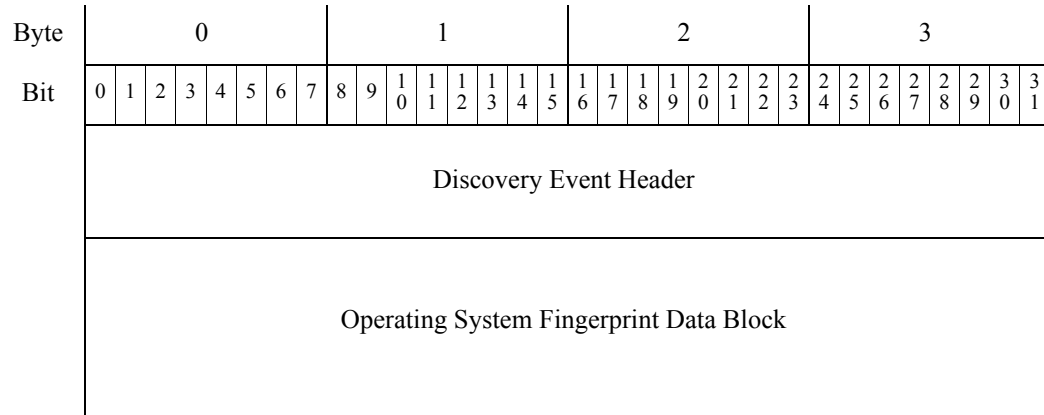 Byte 0 1 2 3
Bit 0 1 2 3 4 5 6 7 8 9 10 11 12 13 14 15 16 17 18 19 20 21 22 23 24 25 26 27 28 29 30 31
Discovery Event Header
Operating System Fingerprint Data Block